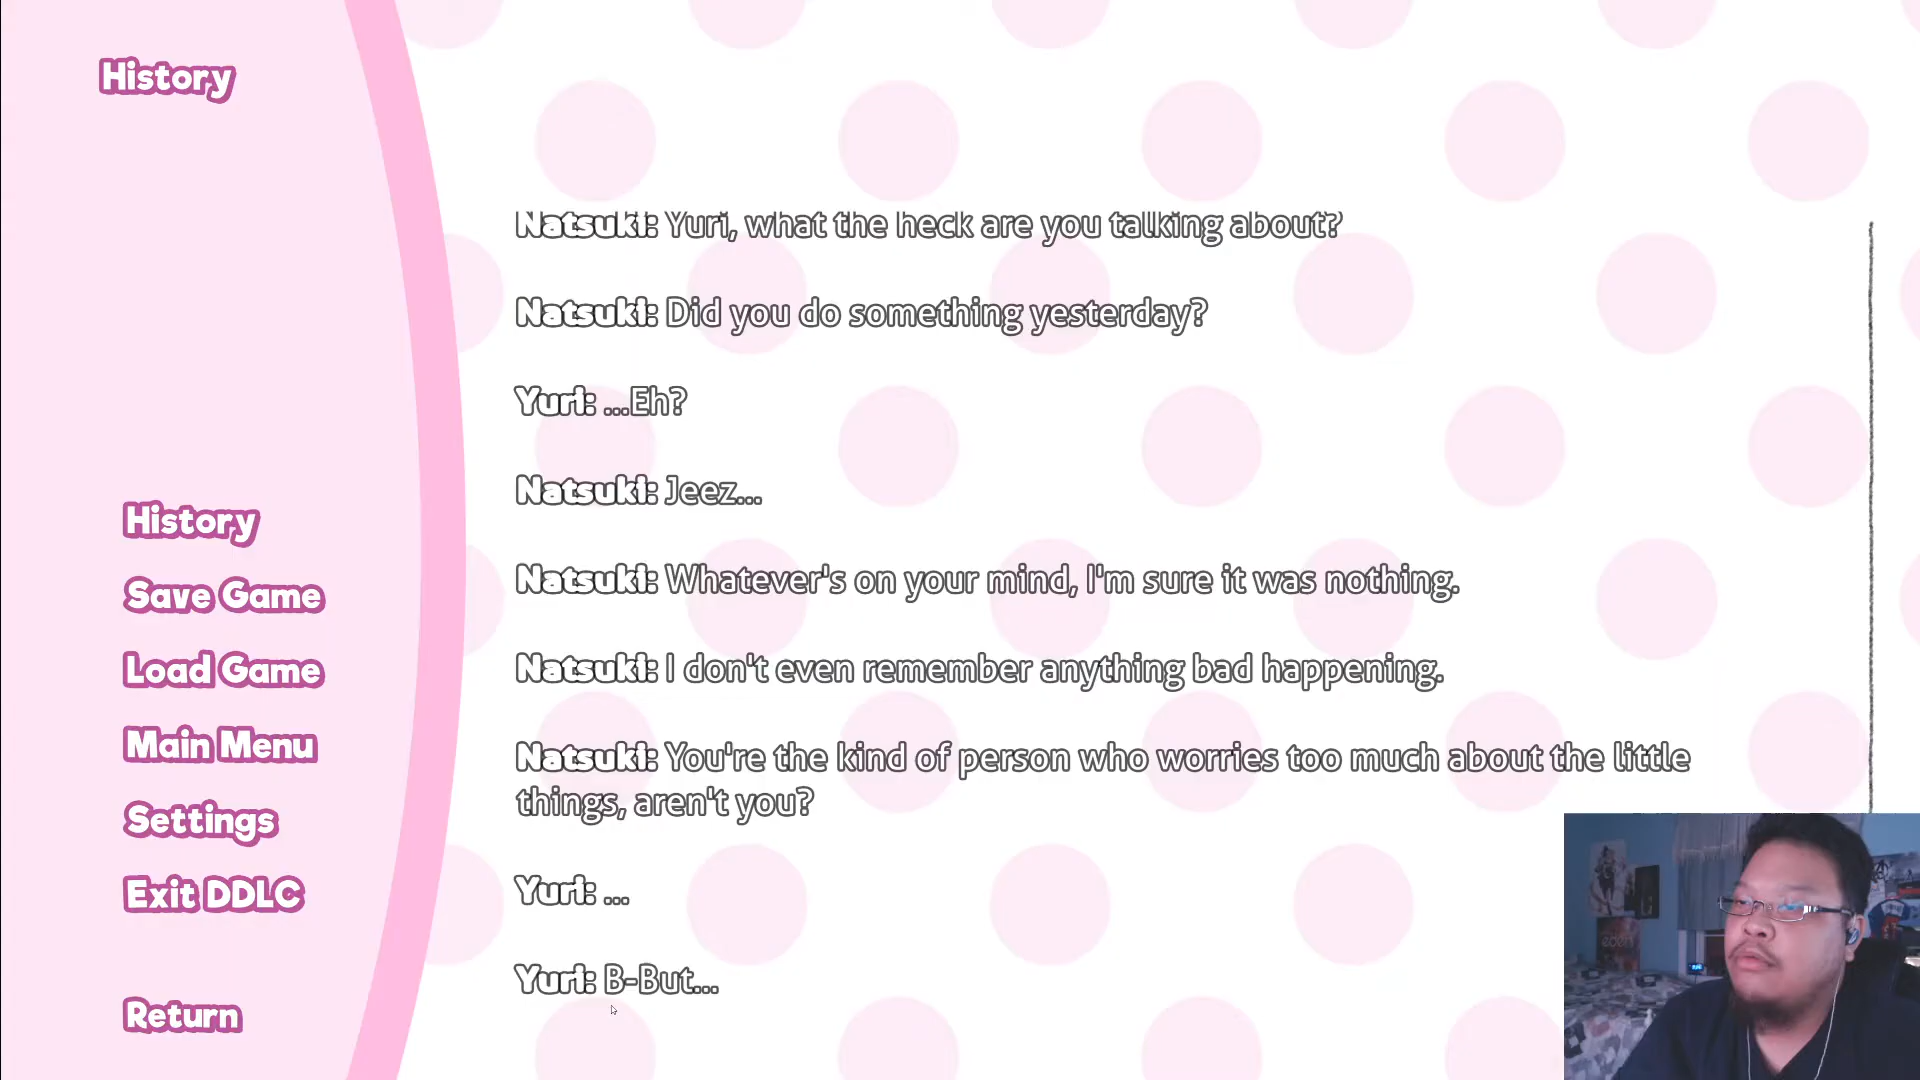 History
Natsuki: Yuri, what the heck are you talking about?
Natsuki: Did you do something yesterday?
Yuri: ...Eh?
Natsuki: Jeez...
Natsuki: Whatever's on your mind, I'm sure it was nothing.
Natsuki: I don't even remember anything bad happening.
Natsuki: You're the kind of person who worries too much about the little
things, aren't you?
Yuri: ...
Yuri: B-But...
History
Save Game
Load Game
Main Menu
Settings
Exit DDLC
Return